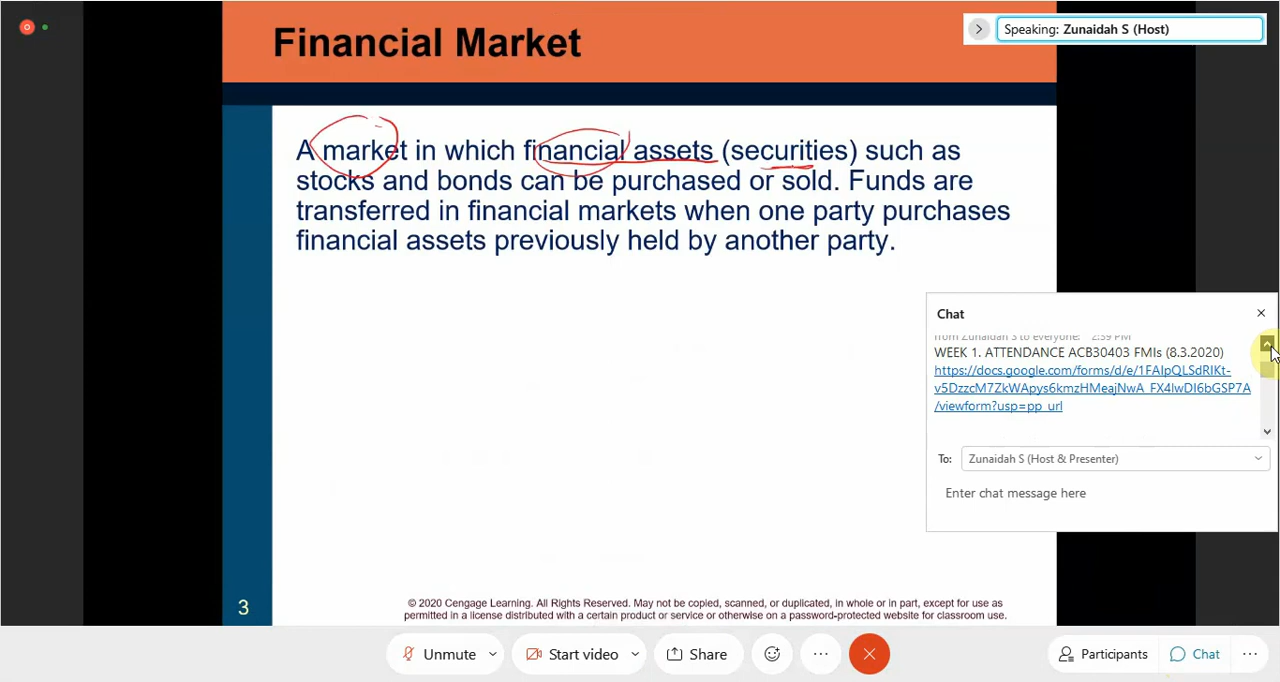 Financial Market
Speaking: Zunaidah S (Host)
A market in which financial assets (securities) such as
stocks and bonds can be purchased or sold. Funds are
transferred in financial markets when one party purchases
financial assets previously held by another party.
Chat
from Zunaidah S to everyone: 2:59 PM
WEEK 1. ATTENDANCE ACB30403 FMIs (8.3.2020)
https://docs.google.com/forms/d/e/1FAIpQLSdRIKt-
v5DzzcM7ZkWApys6kmzHMeajNwA_FX4lwDI6bGSP7A
/viewform?usp=pp_url
To: Zunaidah S (Host & Presenter)
Enter chat message here
3
© 2020 Cengage Learning. All Rights Reserved. May not be copied, scanned, or duplicated, in whole or in part, except for use as
permitted in a license distributed with a certain product or service or otherwise on a password-protected website for classroom use.
Unmute
Start video
Share
Participants
Chat